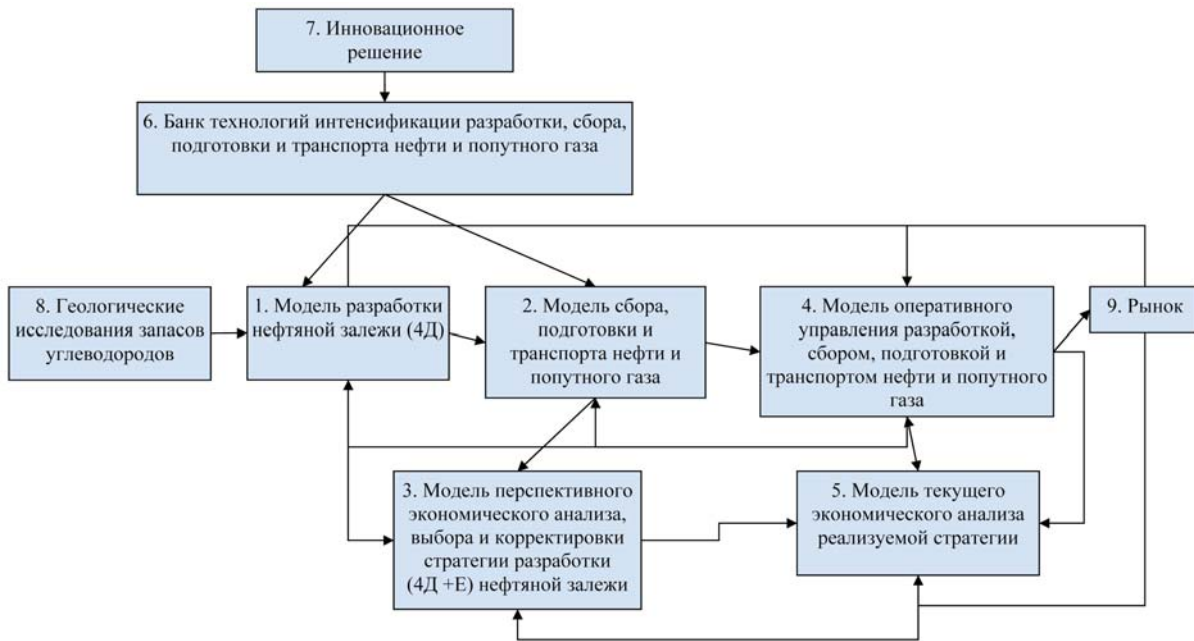 7. Инновационное
решение
6. Банк технологий интенсификации разработки, сбора,
подготовки и транспорта нефти и попутного газа
8. Геологические
исследования запасов
углеводородов
1. Модель разработки
нефтяной залежи (4Д)
2. Модель сбора,
подготовки и
транспорта нефти и
попутного газа
4. Модель оперативного
управления разработкой,
сбором, подготовкой и
транспортом нефти и попутного
газа
9. Рынок
3. Модель перспективного
экономического анализа,
выбора и корректировки
стратегии разработки
(4Д +Е) нефтяной залежи
5. Модель текущего
экономического анализа
реализуемой стратегии